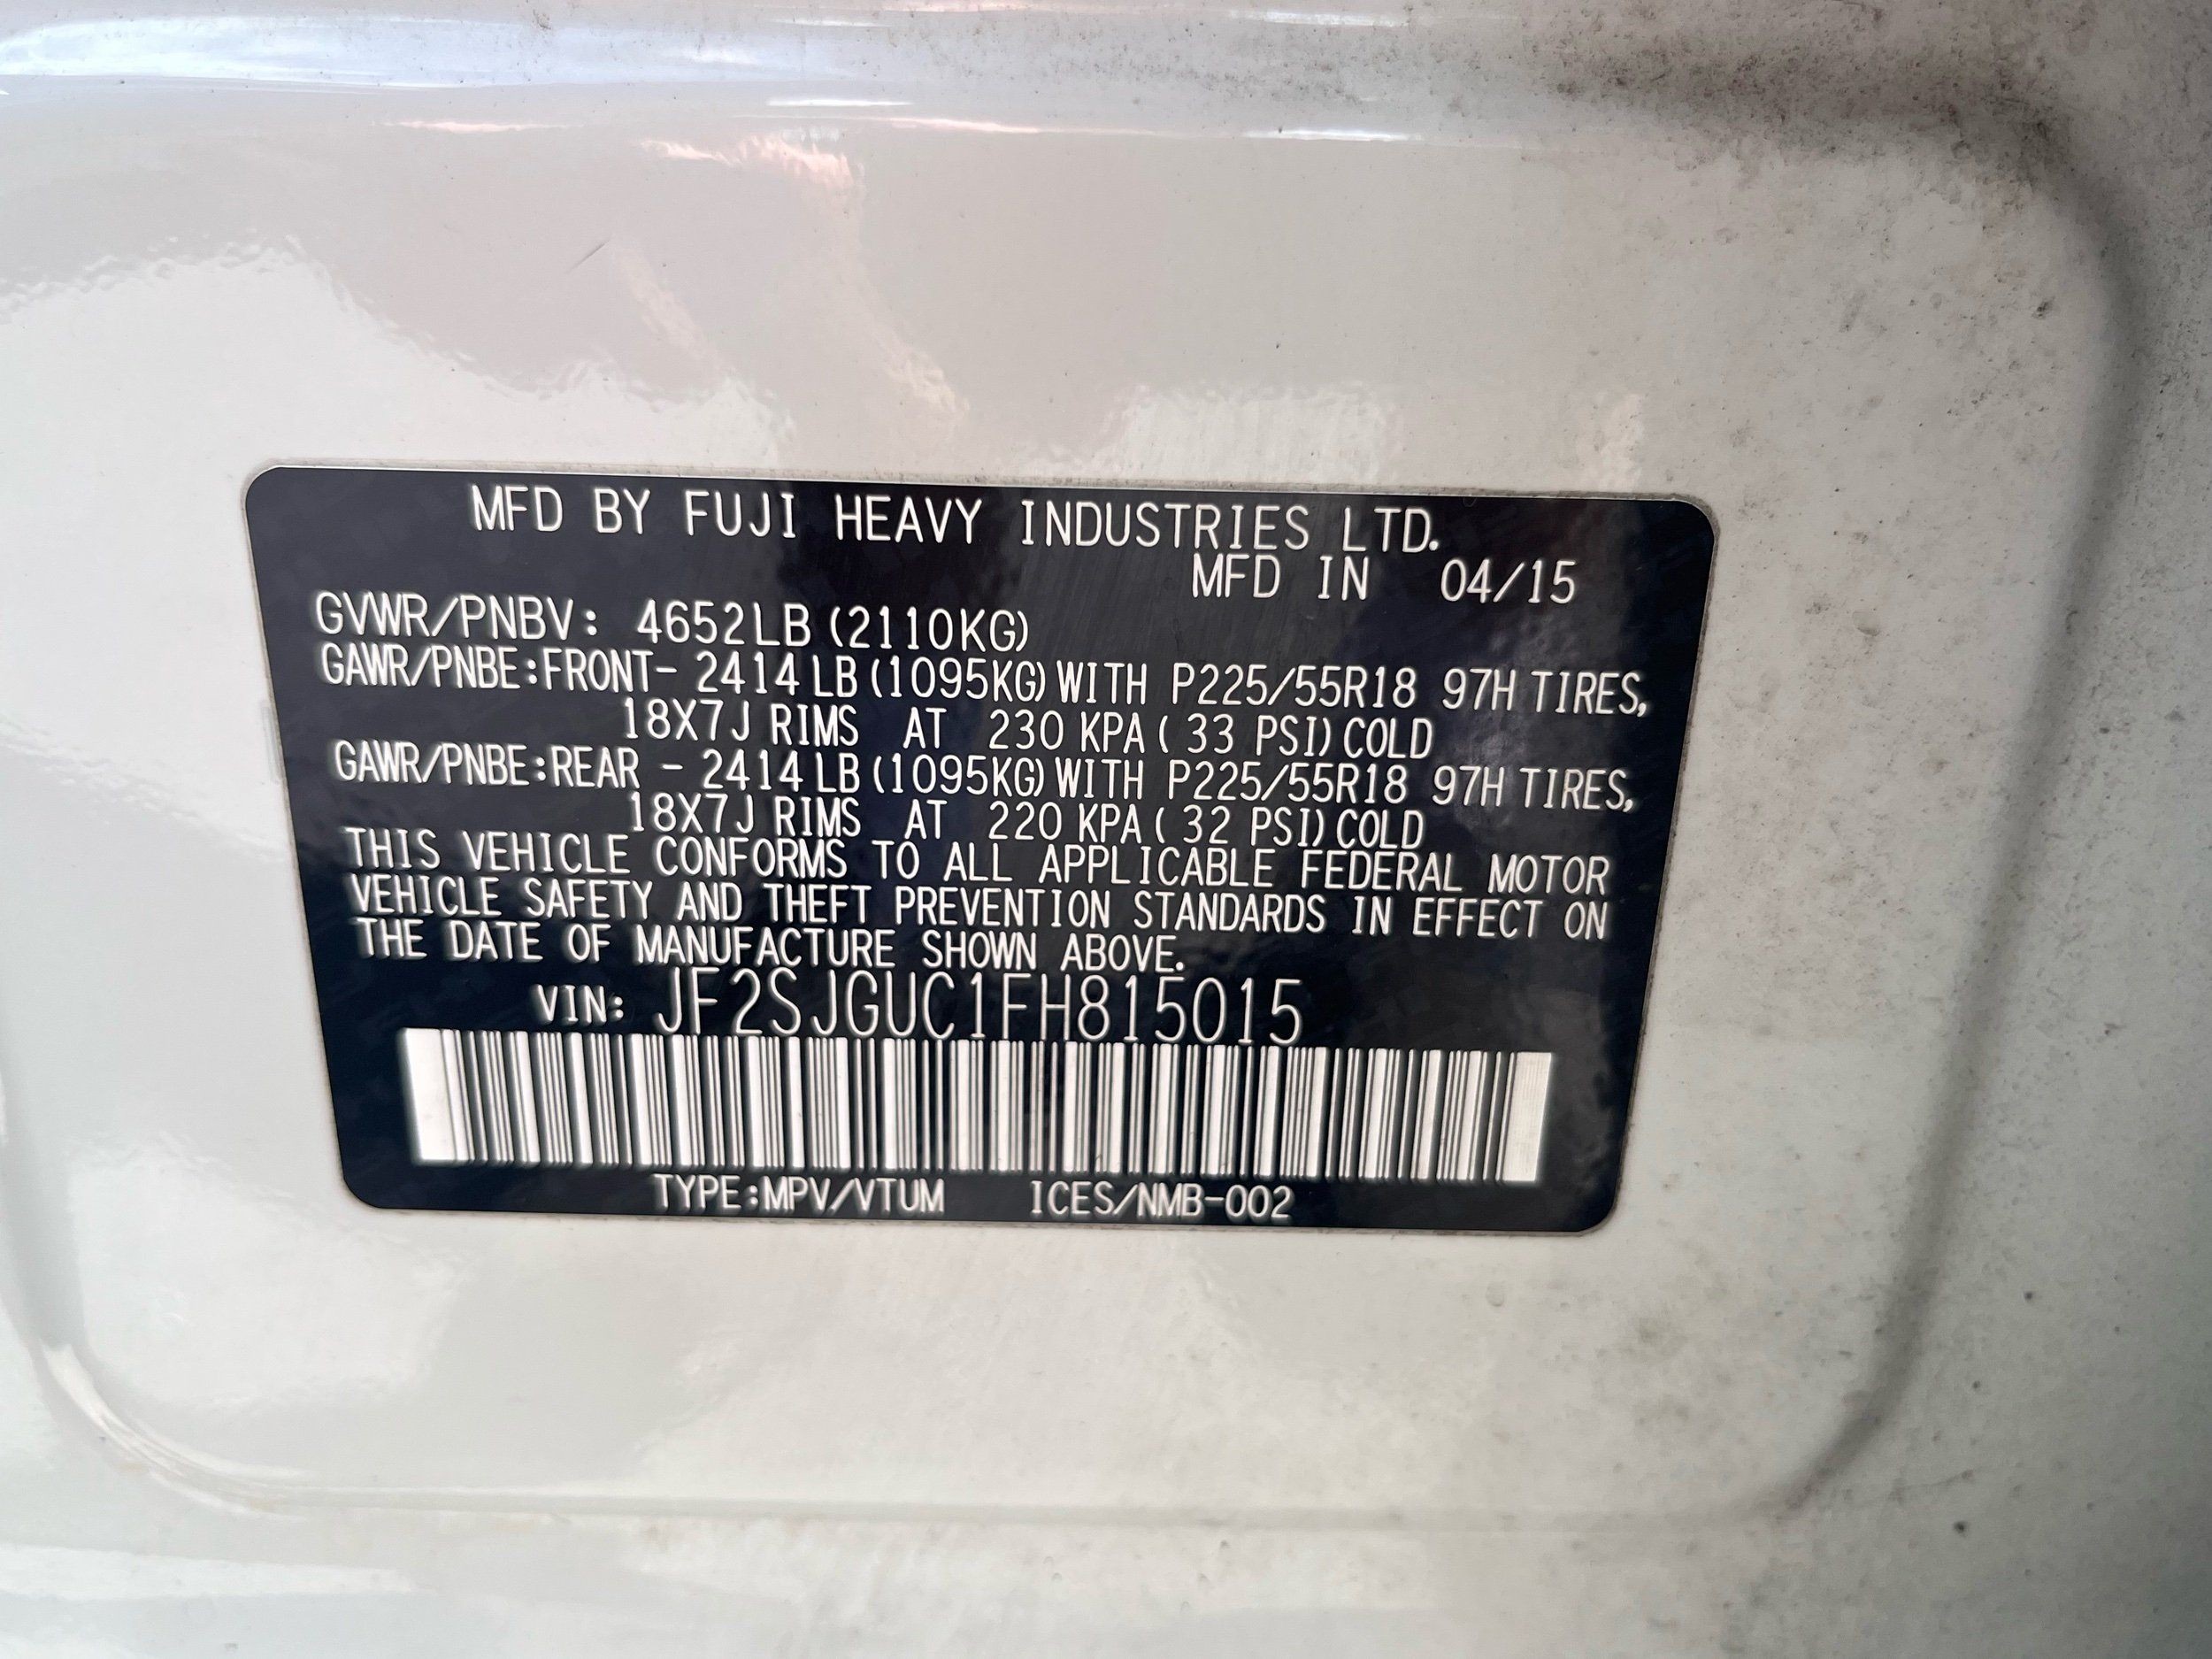 MFD BY FUJI HEAVY INDUSTRIES LTD.
MFD IN 04/15
GVWR/PNBV: 4652LB (2110KG)
GAWR/PNBE:FRONT- 2414LB (1095KG) WITH P225/55R18 97H TIRES,
18X7J RIMS AT 230 KPA ( 33 PSI) COLD
GAWR/PNBE:REAR - 2414LB (1095KG) WITH P225/55R18 97H TIRES,
18X7J RIMS AT 220 KPA ( 32 PSI) COLD
THIS VEHICLE CONFORMS TO ALL APPLICABLE FEDERAL MOTOR
VEHICLE SAFETY AND THEFT PREVENTION STANDARDS IN EFFECT ON
THE DATE OF MANUFACTURE SHOWN ABOVE.
VIN: JF2SJGUC1FH815015
TYPE:MPV/VTUM ICES/NMB-002